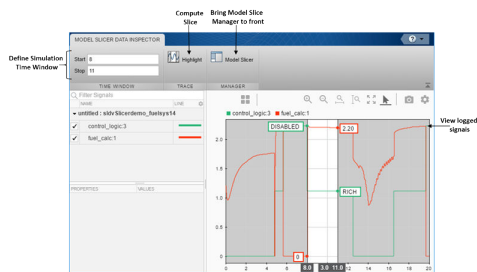 Compute
Slice
Bring Model Slice
Manager to front
MODEL SLICER DATA INSPECTOR
?
Define Simulation
Time Window
Start 8
Stop 11
Highlight
Model Slicer
TIME WINDOW
TRACE
MANAGER
Filter Signals
NAME
LINE
untitled : sldvSlicerdemo_fuelsys14
control_logic:3
fuel_calc:1
PROPERTIES
VALUES
control_logic:3
fuel_calc:1
DISABLED
2.20
View logged
signals
2.0
1.5
RICH
1.0
0.5
0
0
0
2
4
6
8.0
3.0
11.0
12
14
16
18
20